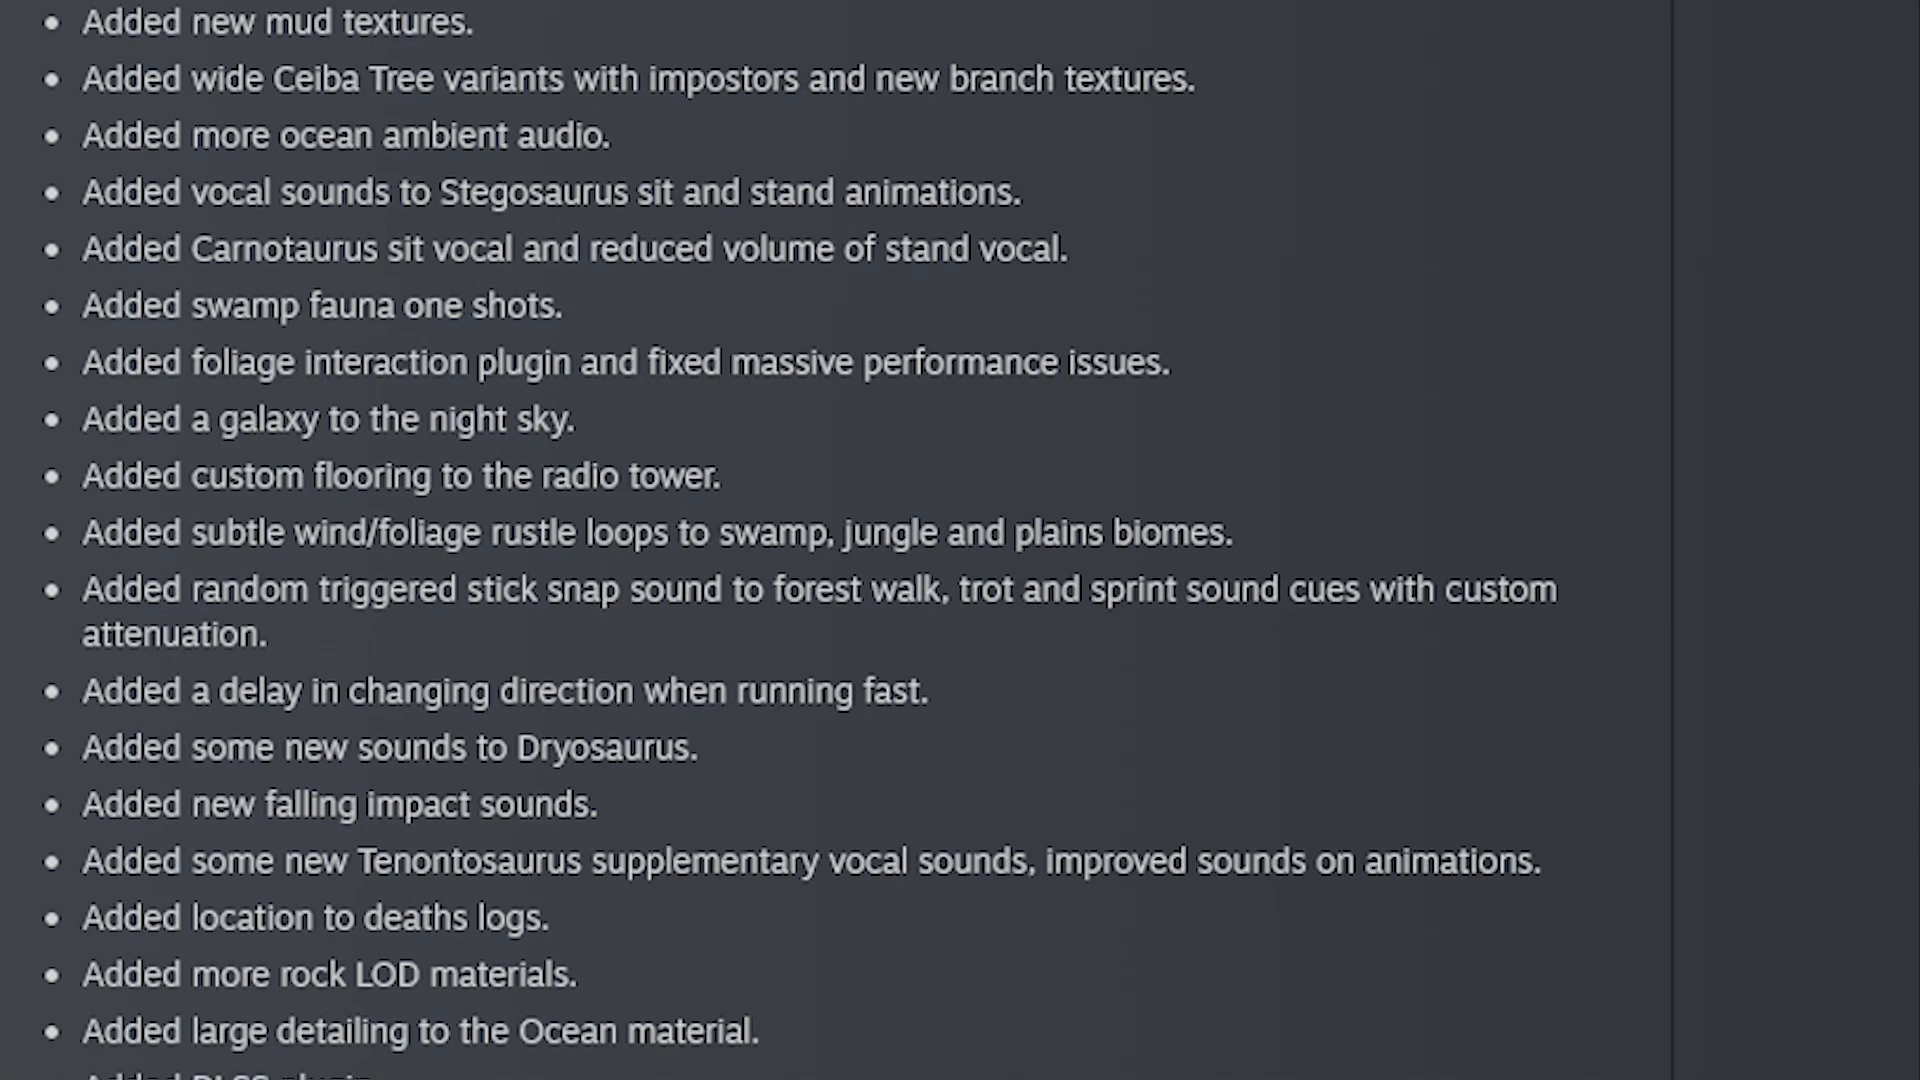 • Added new mud textures.
• Added wide Ceiba Tree variants with impostors and new branch textures.
• Added more ocean ambient audio.
• Added vocal sounds to Stegosaurus sit and stand animations.
• Added Carnotaurus sit vocal and reduced volume of stand vocal.
• Added swamp fauna one shots.
• Added foliage interaction plugin and fixed massive performance issues.
• Added a galaxy to the night sky.
• Added custom flooring to the radio tower.
• Added subtle wind/foliage rustle loops to swamp, jungle and plains biomes.
• Added random triggered stick snap sound to forest walk, trot and sprint sound cues with custom
attenuation.
• Added a delay in changing direction when running fast.
• Added some new sounds to Dryosaurus.
• Added new falling impact sounds.
• Added some new Tenontosaurus supplementary vocal sounds, improved sounds on animations.
• Added location to deaths logs.
• Added more rock LOD materials.
• Added large detailing to the Ocean material.